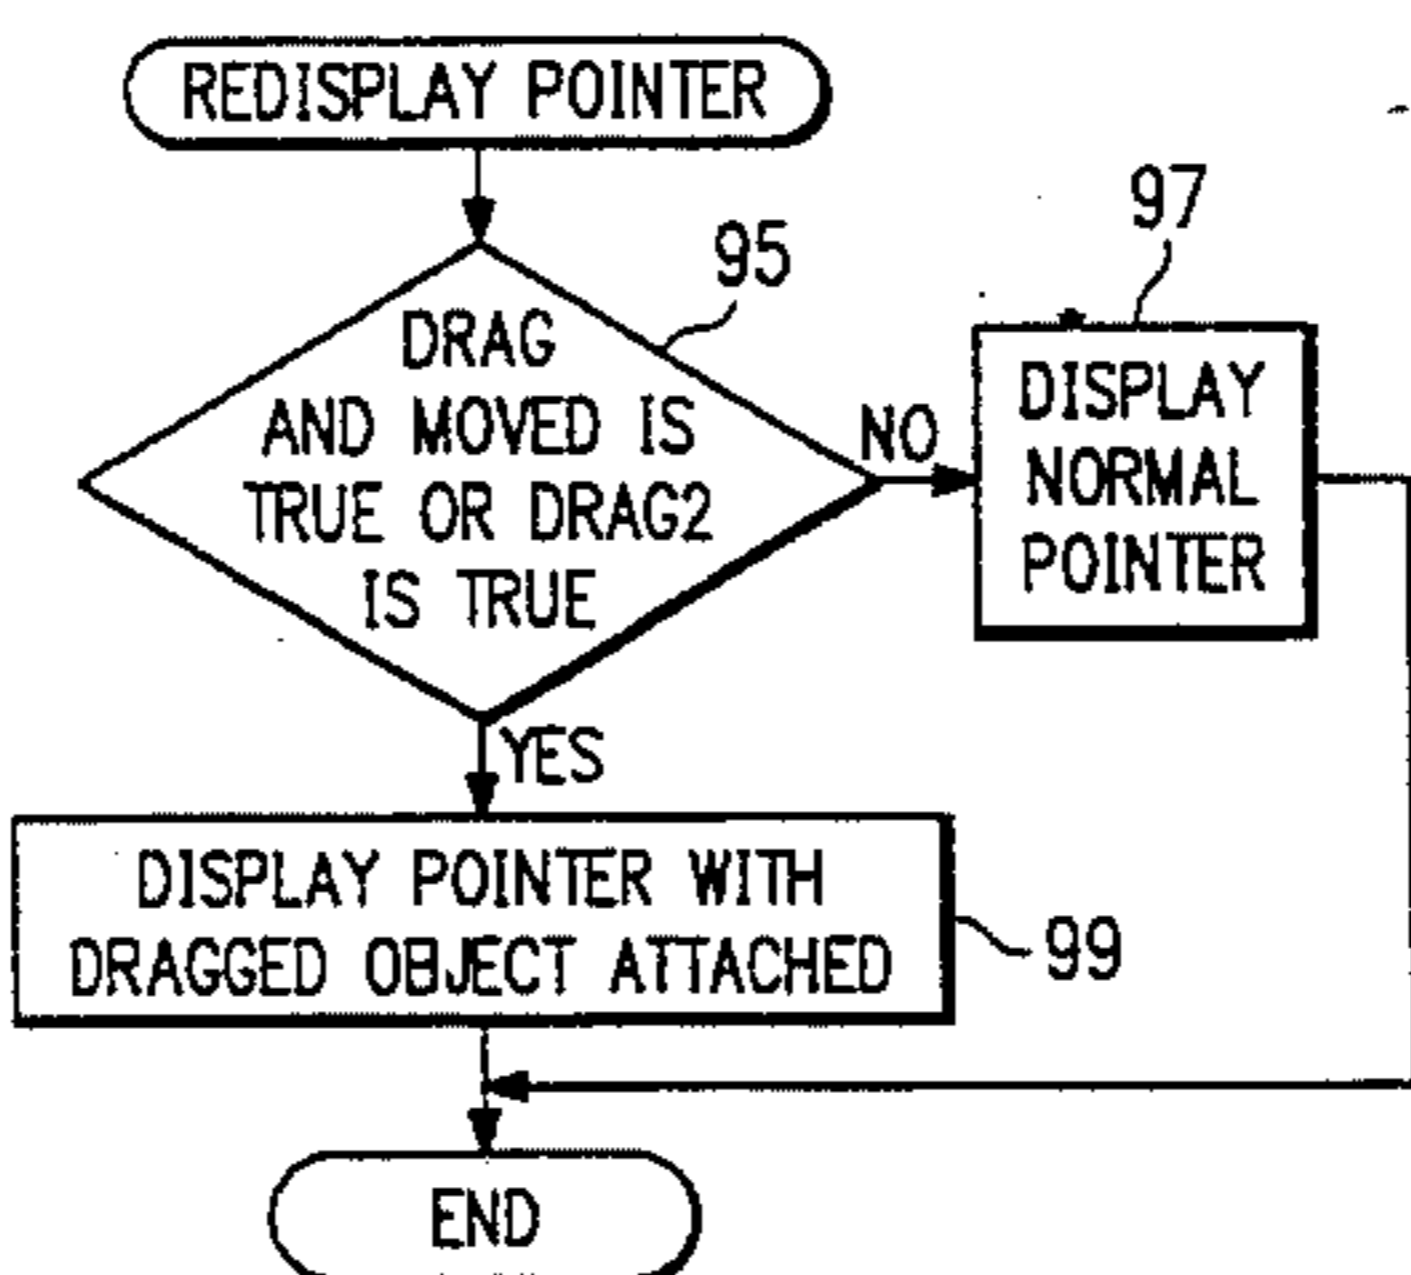 REDISPLAY POINTER
95
DRAG
AND MOVED IS
TRUE OR DRAG2
IS TRUE
NO
97
DISPLAY
NORMAL
POINTER
YES
DISPLAY POINTER WITH
DRAGGED OBJECT ATTACHED
99
END